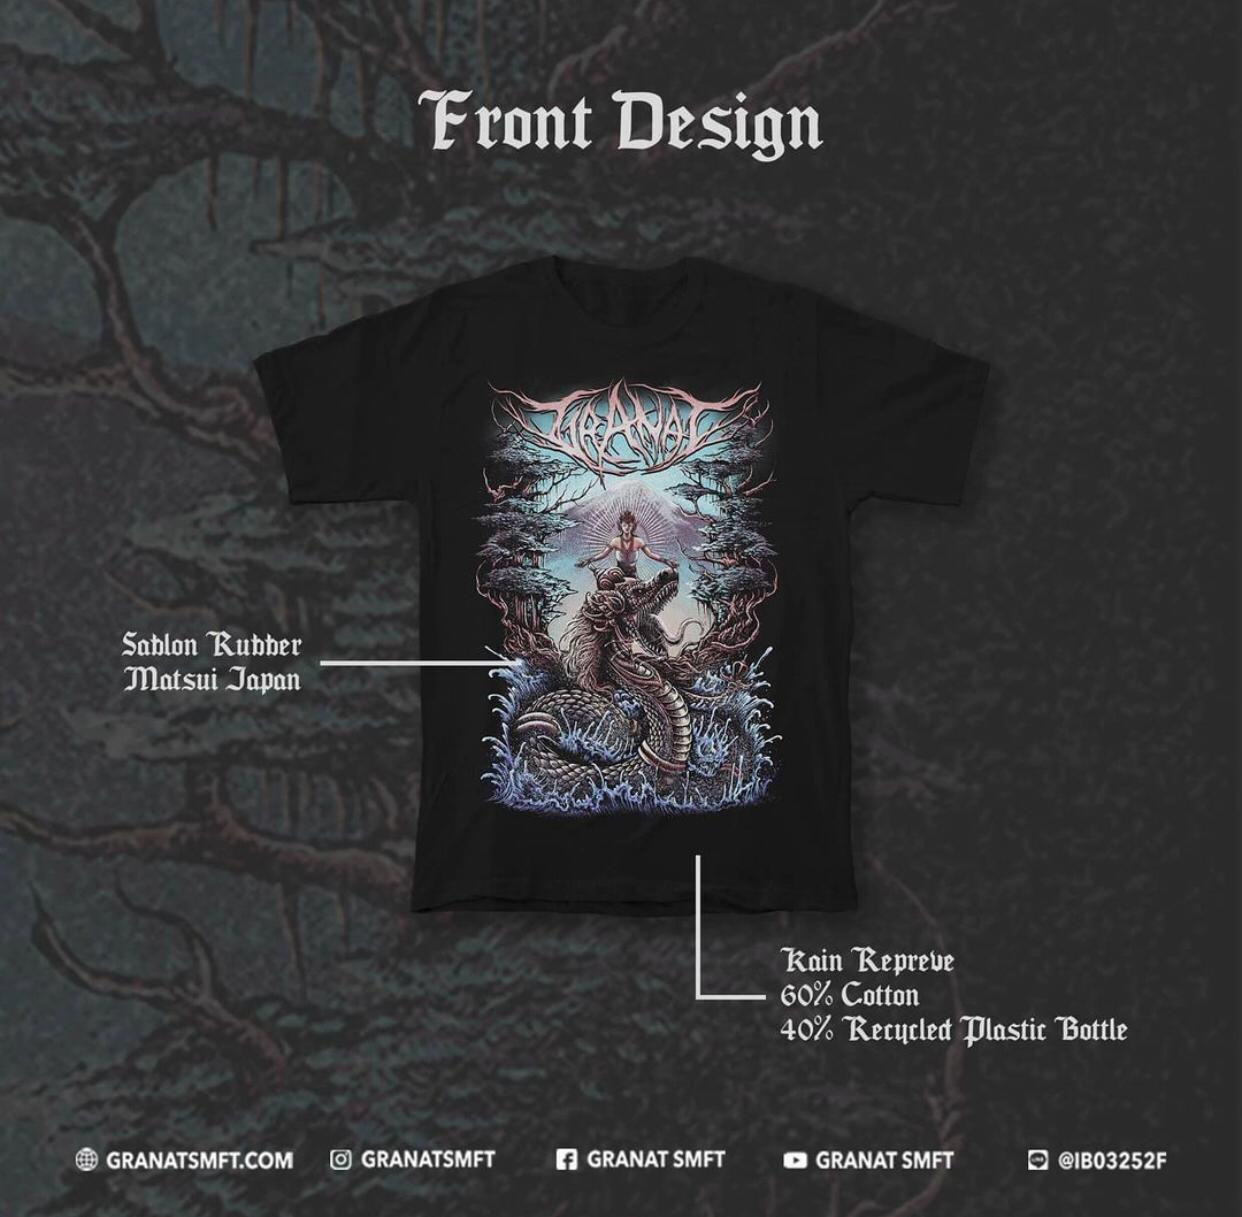 Front Design
GRANAT
Sablon Rubber
Matsui Japan
Kain Repreve
60% Cotton
40% Recycled Plastic Bottle
GRANATSMFT.COM GRANATSMFT GRANAT SMFT GRANAT SMFT @IB03252F